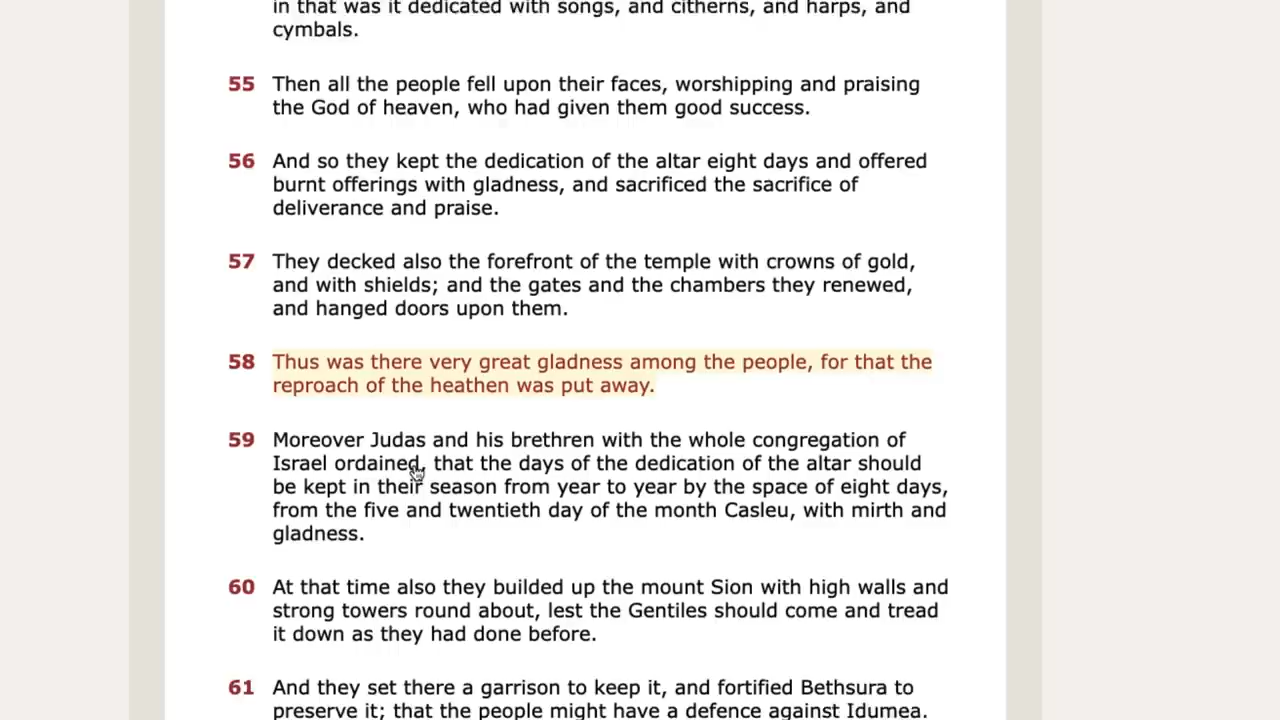 in that was it dedicated with songs, and citherns, and harps, and
cymbals.
55 Then all the people fell upon their faces, worshipping and praising
the God of heaven, who had given them good success.
56 And so they kept the dedication of the altar eight days and offered
burnt offerings with gladness, and sacrificed the sacrifice of
deliverance and praise.
57 They decked also the forefront of the temple with crowns of gold,
and with shields; and the gates and the chambers they renewed,
and hanged doors upon them.
58 Thus was there very great gladness among the people, for that the
reproach of the heathen was put away.
59 Moreover Judas and his brethren with the whole congregation of
Israel ordained, that the days of the dedication of the altar should
be kept in their season from year to year by the space of eight days,
from the five and twentieth day of the month Casleu, with mirth and
gladness.
60 At that time also they builded up the mount Sion with high walls and
strong towers round about, lest the Gentiles should come and tread
it down as they had done before.
61 And they set there a garrison to keep it, and fortified Bethsura to
preserve it; that the people might have a defence against Idumea.